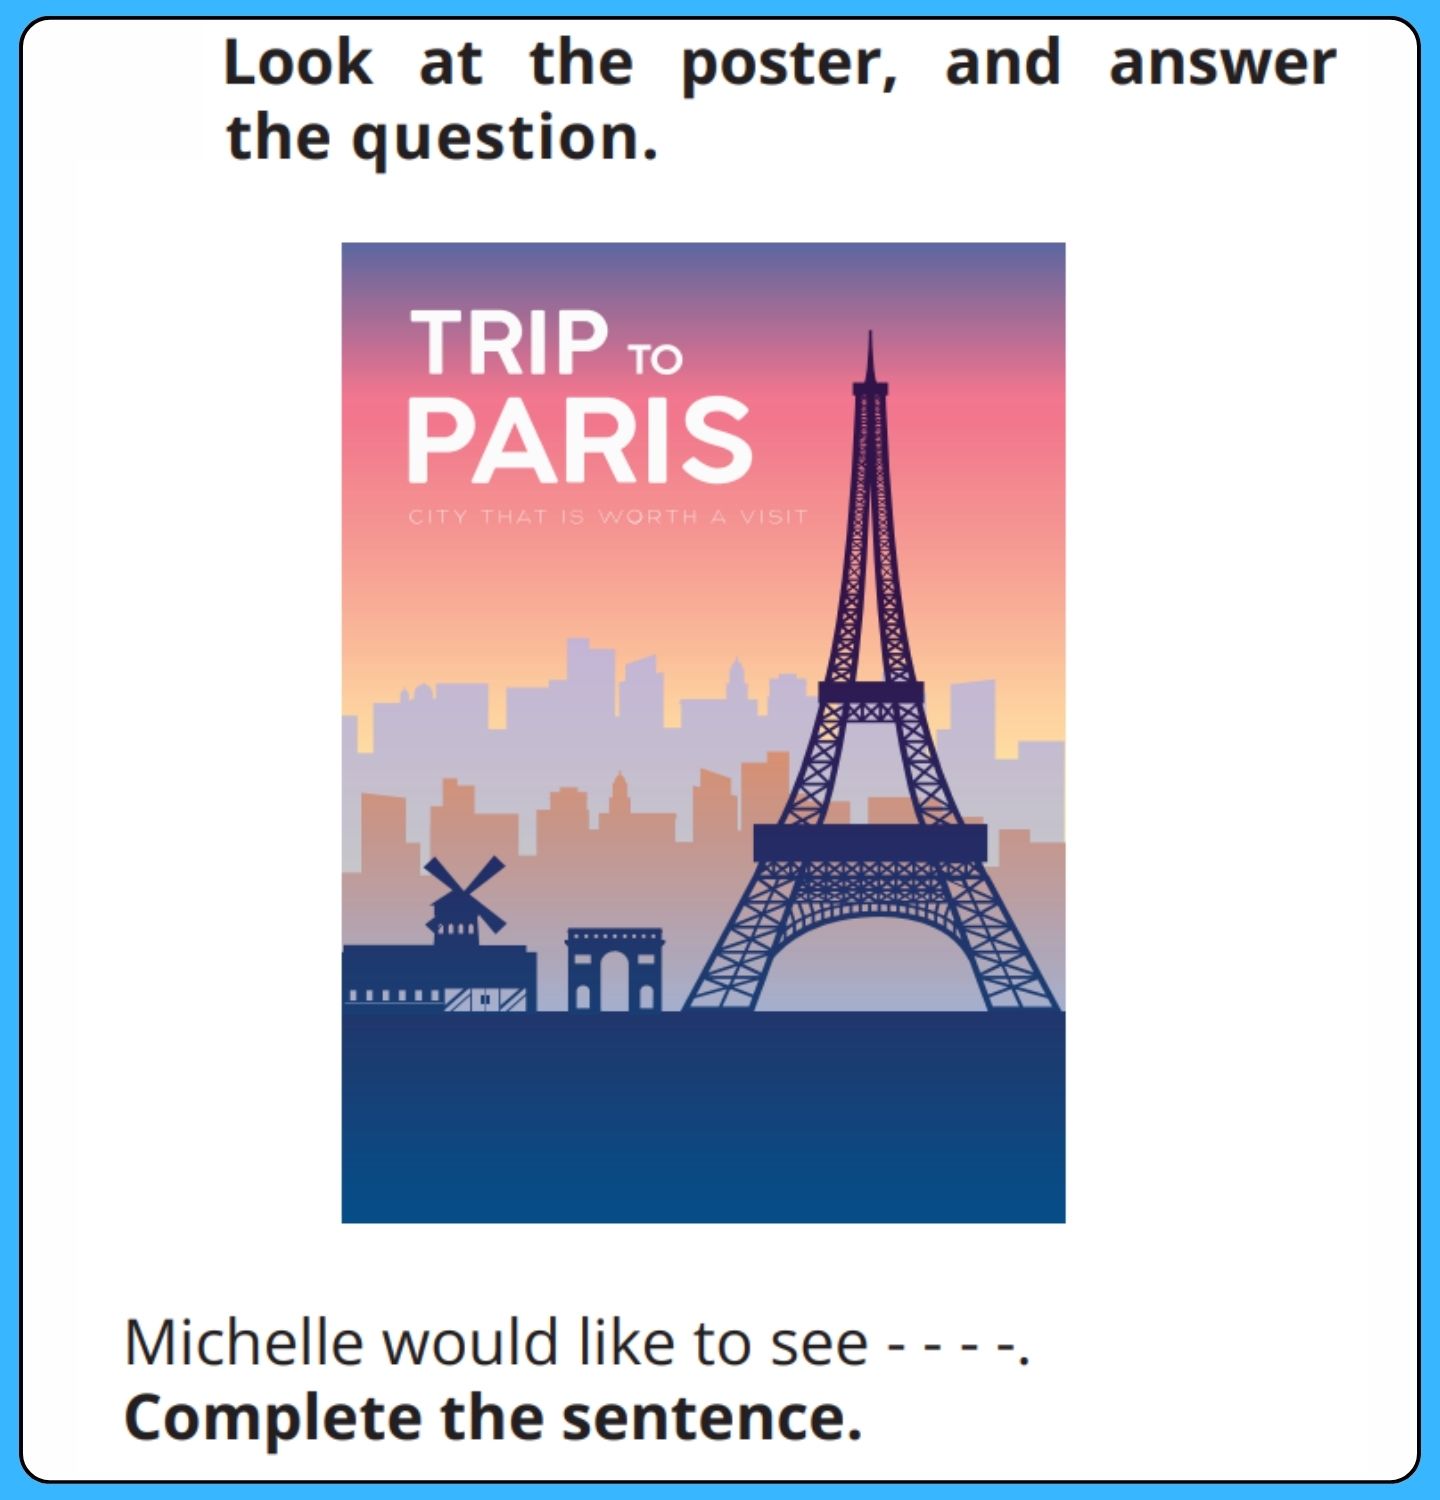 Look at the poster, and answer
the question.
TRIP TO
PARIS
CITY THAT IS WORTH A VISIT
Michelle would like to see - - - -.
Complete the sentence.